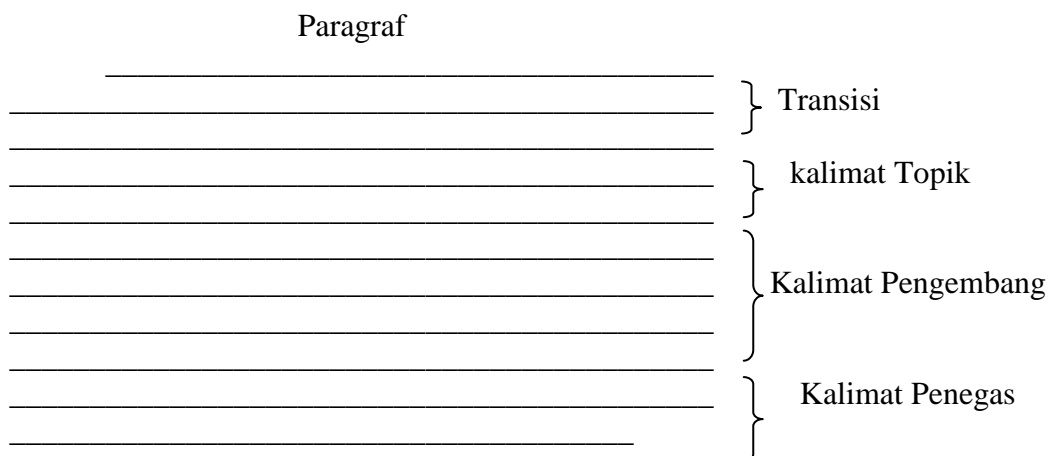 Paragraf
Transisi
kalimat Topik
Kalimat Pengembang
Kalimat Penegas